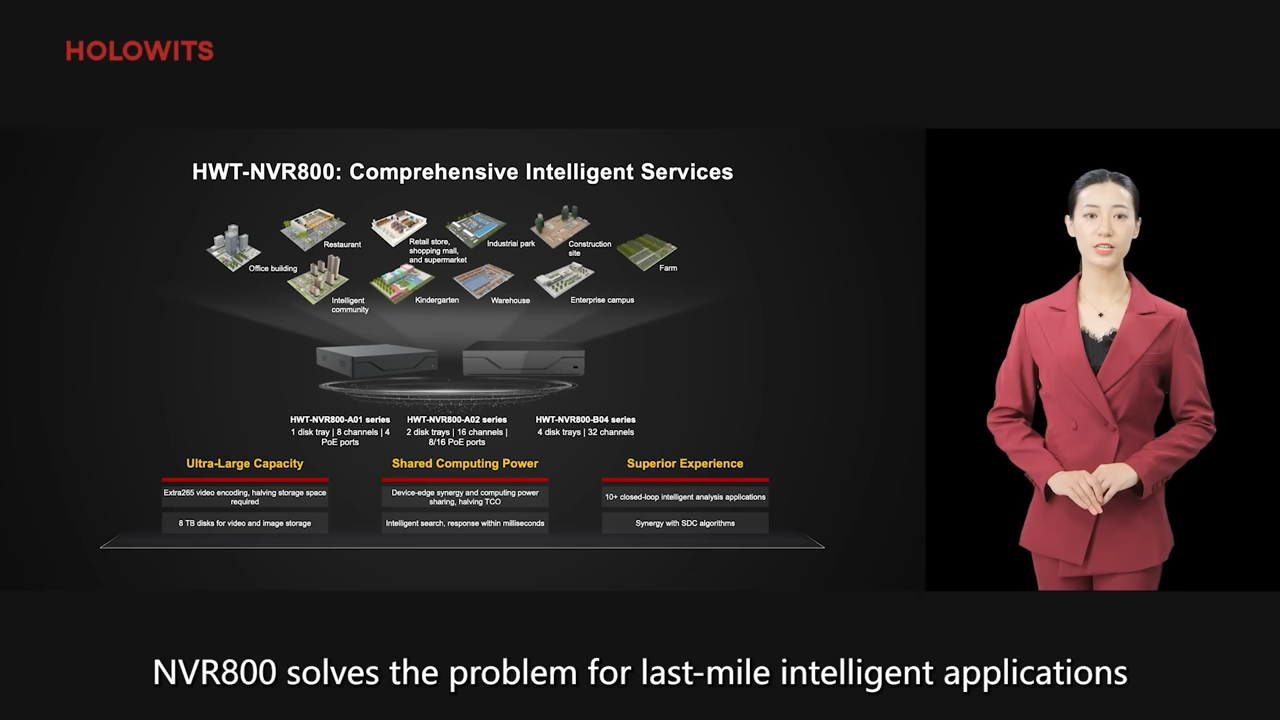 HOLOWITS
HWT-NVR800: Comprehensive Intelligent Services
Office building
Restaurant
Retail store,
shopping mall,
and supermarket
Industrial park
Construction
site
Farm
Intelligent
community
Kindergarten
Warehouse
Enterprise campus
HWT-NVR800-A01 series
1 disk tray | 8 channels | 4
PoE ports
HWT-NVR800-A02 series
2 disk trays | 16 channels |
8/16 PoE ports
HWT-NVR800-B04 series
4 disk trays | 32 channels
Ultra-Large Capacity
Extra265 video encoding, halving storage space
required
8 TB disks for video and image storage
Shared Computing Power
Device-edge synergy and computing power
sharing, halving TCO
Intelligent search, response within milliseconds
Superior Experience
10+ closed-loop intelligent analysis applications
Synergy with SDC algorithms
NVR800 solves the problem for last-mile intelligent applications